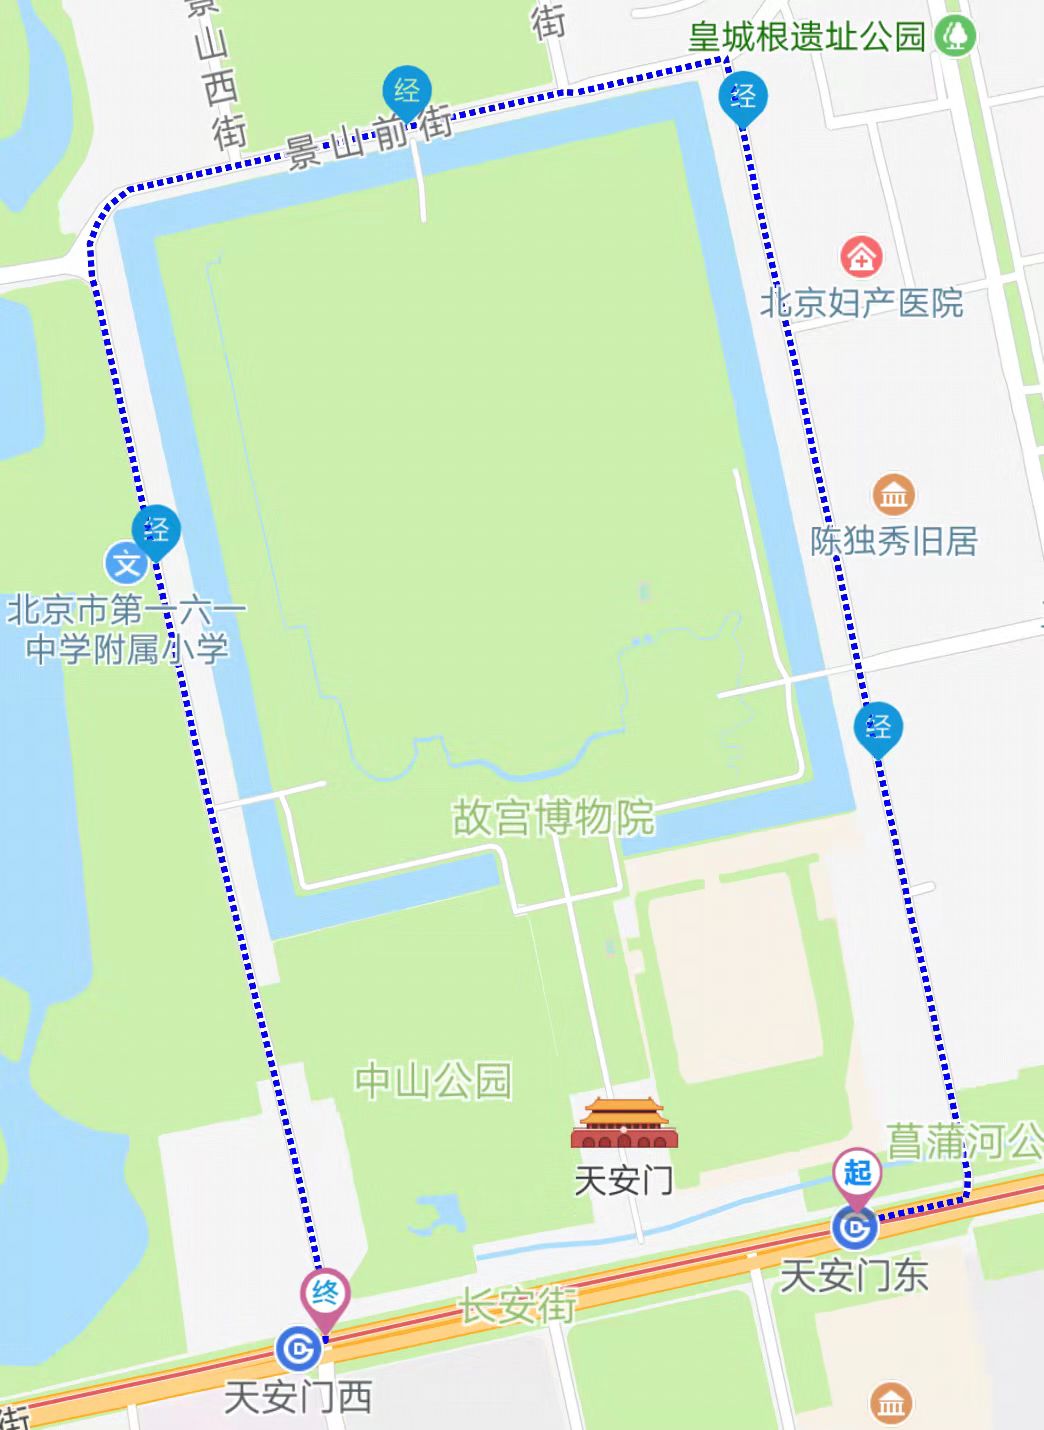 景山西街
街
皇城根遗址公园
经
经
景山前街
北京妇产医院
陈独秀旧居
经
文
北京市第一六一
中学附属小学
经
故宫博物院
中山公园
菖蒲河公
起
天安门
天安门东
终
长安街
天安门西
街